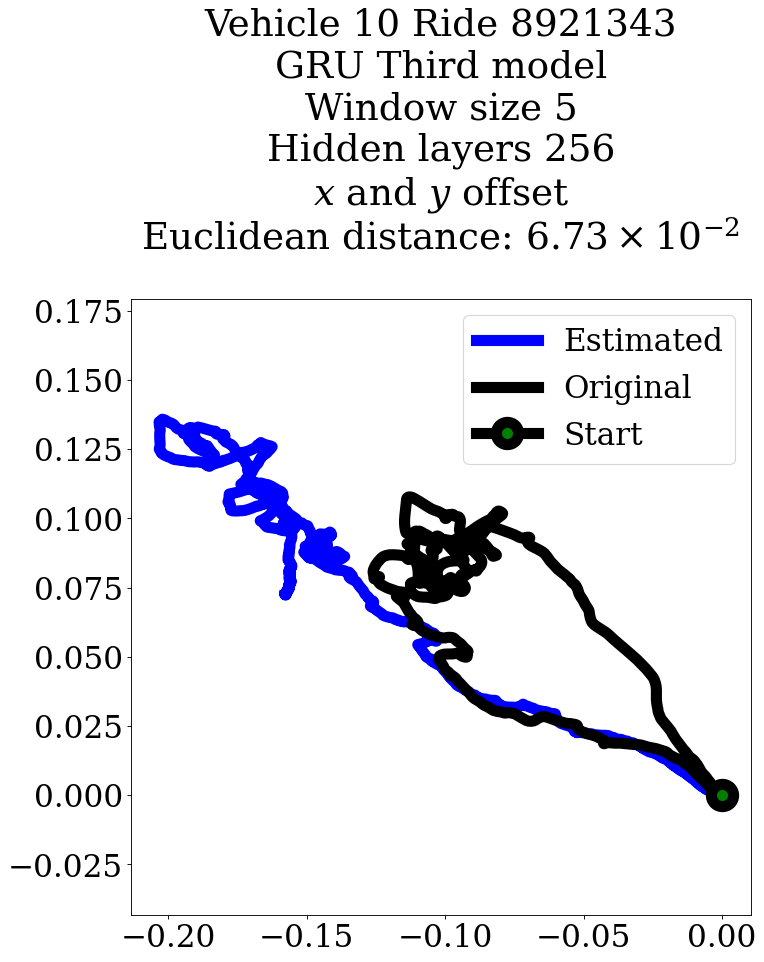 Vehicle 10 Ride 8921343
GRU Third model
Window size 5
Hidden layers 256
x and y offset
Euclidean distance: 6.73 × 10⁻²
Estimated
Original
Start
0.175
0.150
0.125
0.100
0.075
0.050
0.025
0.000
−0.025
−0.20 −0.15 −0.10 −0.05 0.00